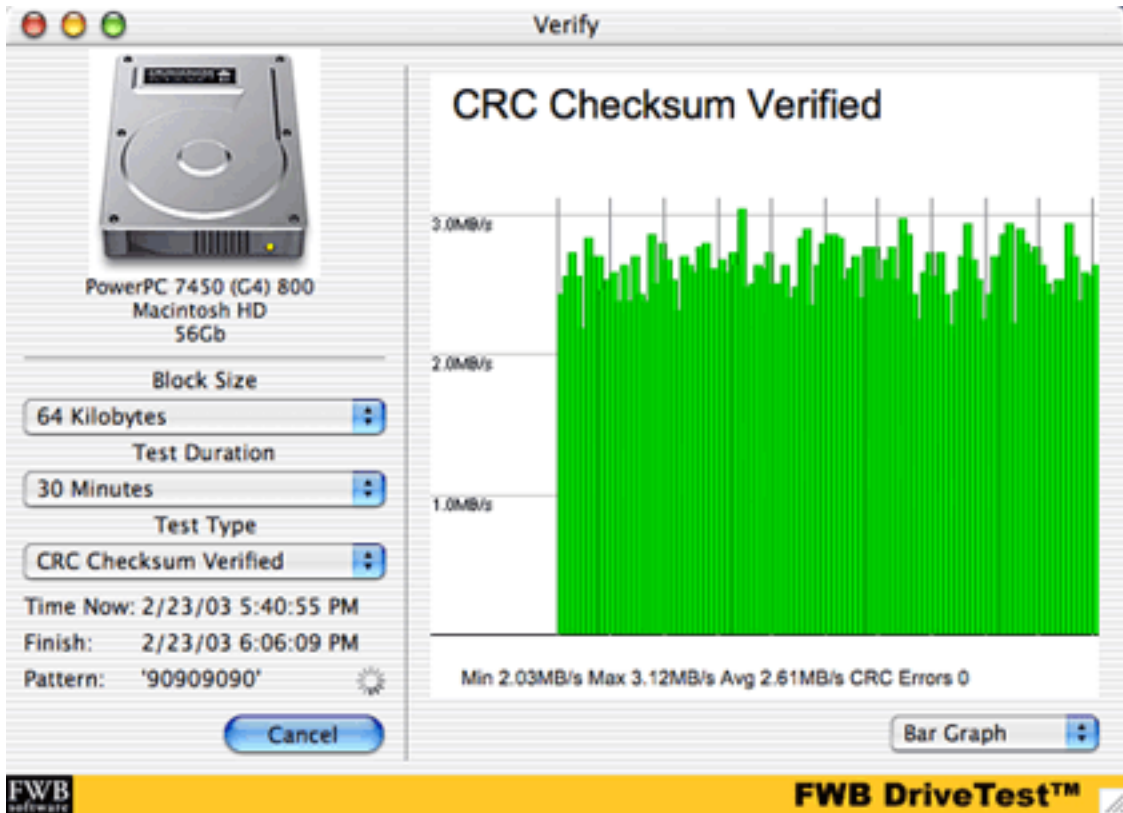 Verify
PowerPC 7450 (G4) 800
Macintosh HD
56Gb
Block Size
64 Kilobytes
Test Duration
30 Minutes
Test Type
CRC Checksum Verified
Time Now: 2/23/03 5:40:55 PM
Finish: 2/23/03 6:06:09 PM
Pattern: '90909090'
Cancel
CRC Checksum Verified
3.0MB/s
2.0MB/s
1.0MB/s
Min 2.03MB/s Max 3.12MB/s Avg 2.61MB/s CRC Errors 0
Bar Graph
FWB
software
FWB DriveTest™